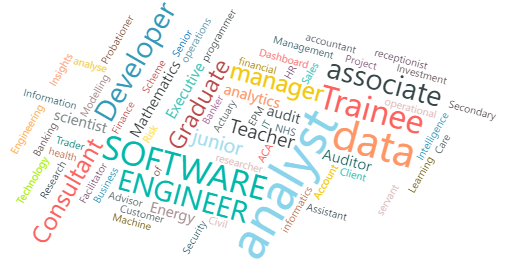 Probationer
Developer
Senior
operations
programmer
accountant
receptionist
Management
Project
Investment
Insights
analyse
Scheme
Mathematics
Executive
Dashboard
financial
HR
Sales
associate
Modelling
Graduate
manager
operational
Secondary
Information
Engineering
scientist
Finance
Risk
Banker
analytics
Trainee
Banking
Trader
Actuary
EPM
audit
IT
NHS
Teacher
data
Intelligence
Care
Technology
health
Research
Consultant
Facilitator
Business
SOFTWARE
ENGINEER
junior
researcher
ACA
analyst
Auditor
Account
Client
Learning
of
Advisor
Customer
Machine
Energy
Security
Civil
informatics
Assistant
servant